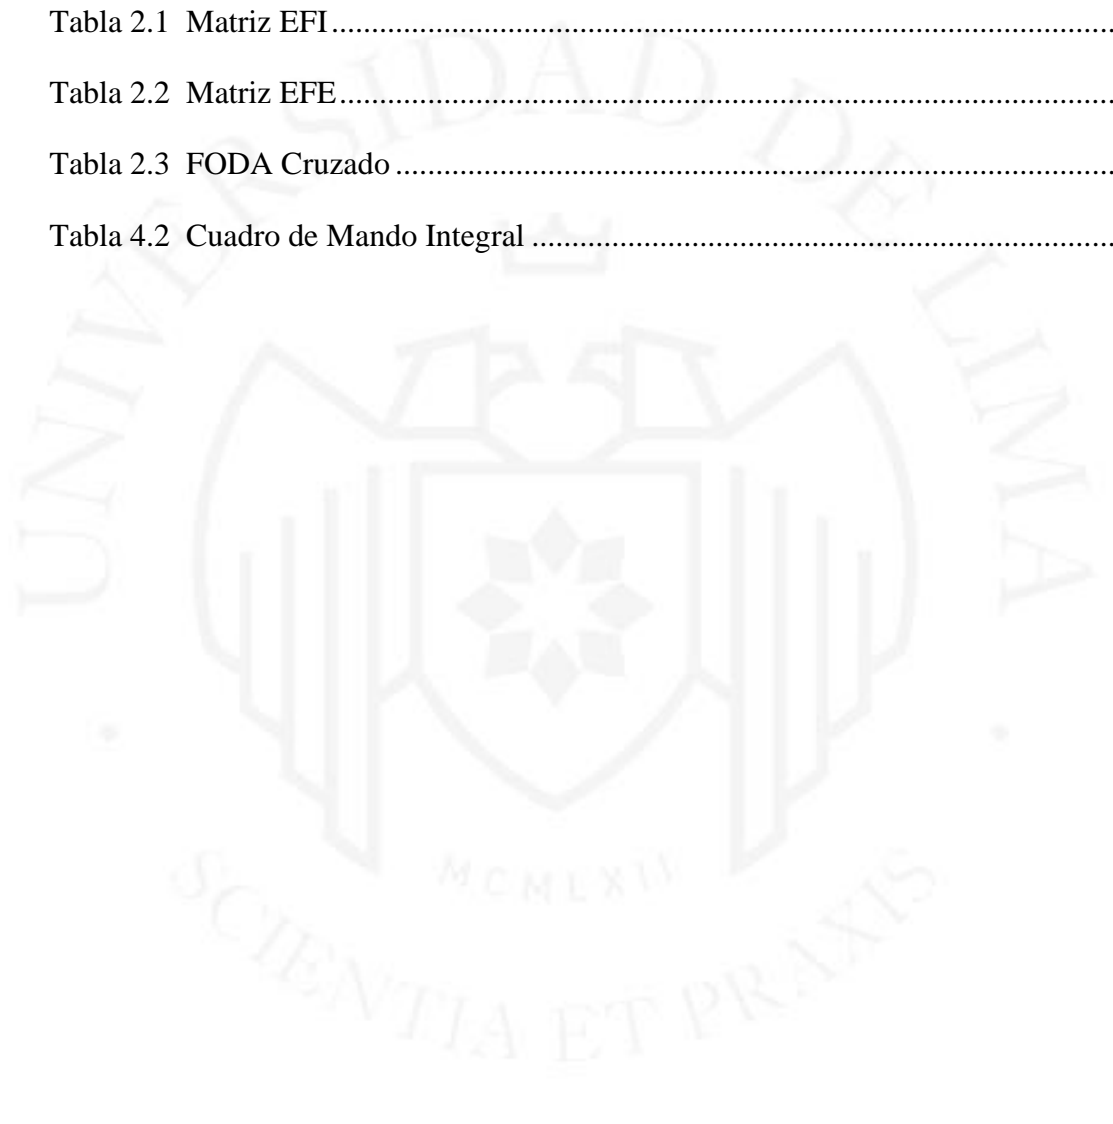 Tabla 2.1 Matriz EFI..........................................................................................................
Tabla 2.2 Matriz EFE.........................................................................................................
Tabla 2.3 FODA Cruzado..................................................................................................
Tabla 4.2 Cuadro de Mando Integral..................................................................................
UNIVERSIDAD DE LIMA
MCMLXII
SCIENTIA ET PRAXIS